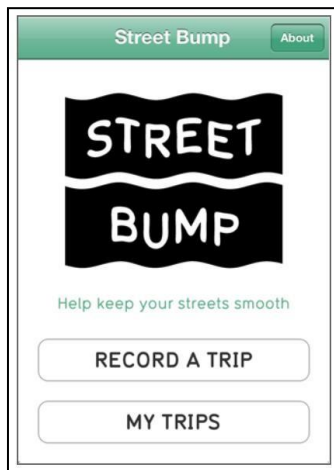 Street Bump
About
STREET
BUMP
Help keep your streets smooth
RECORD A TRIP
MY TRIPS